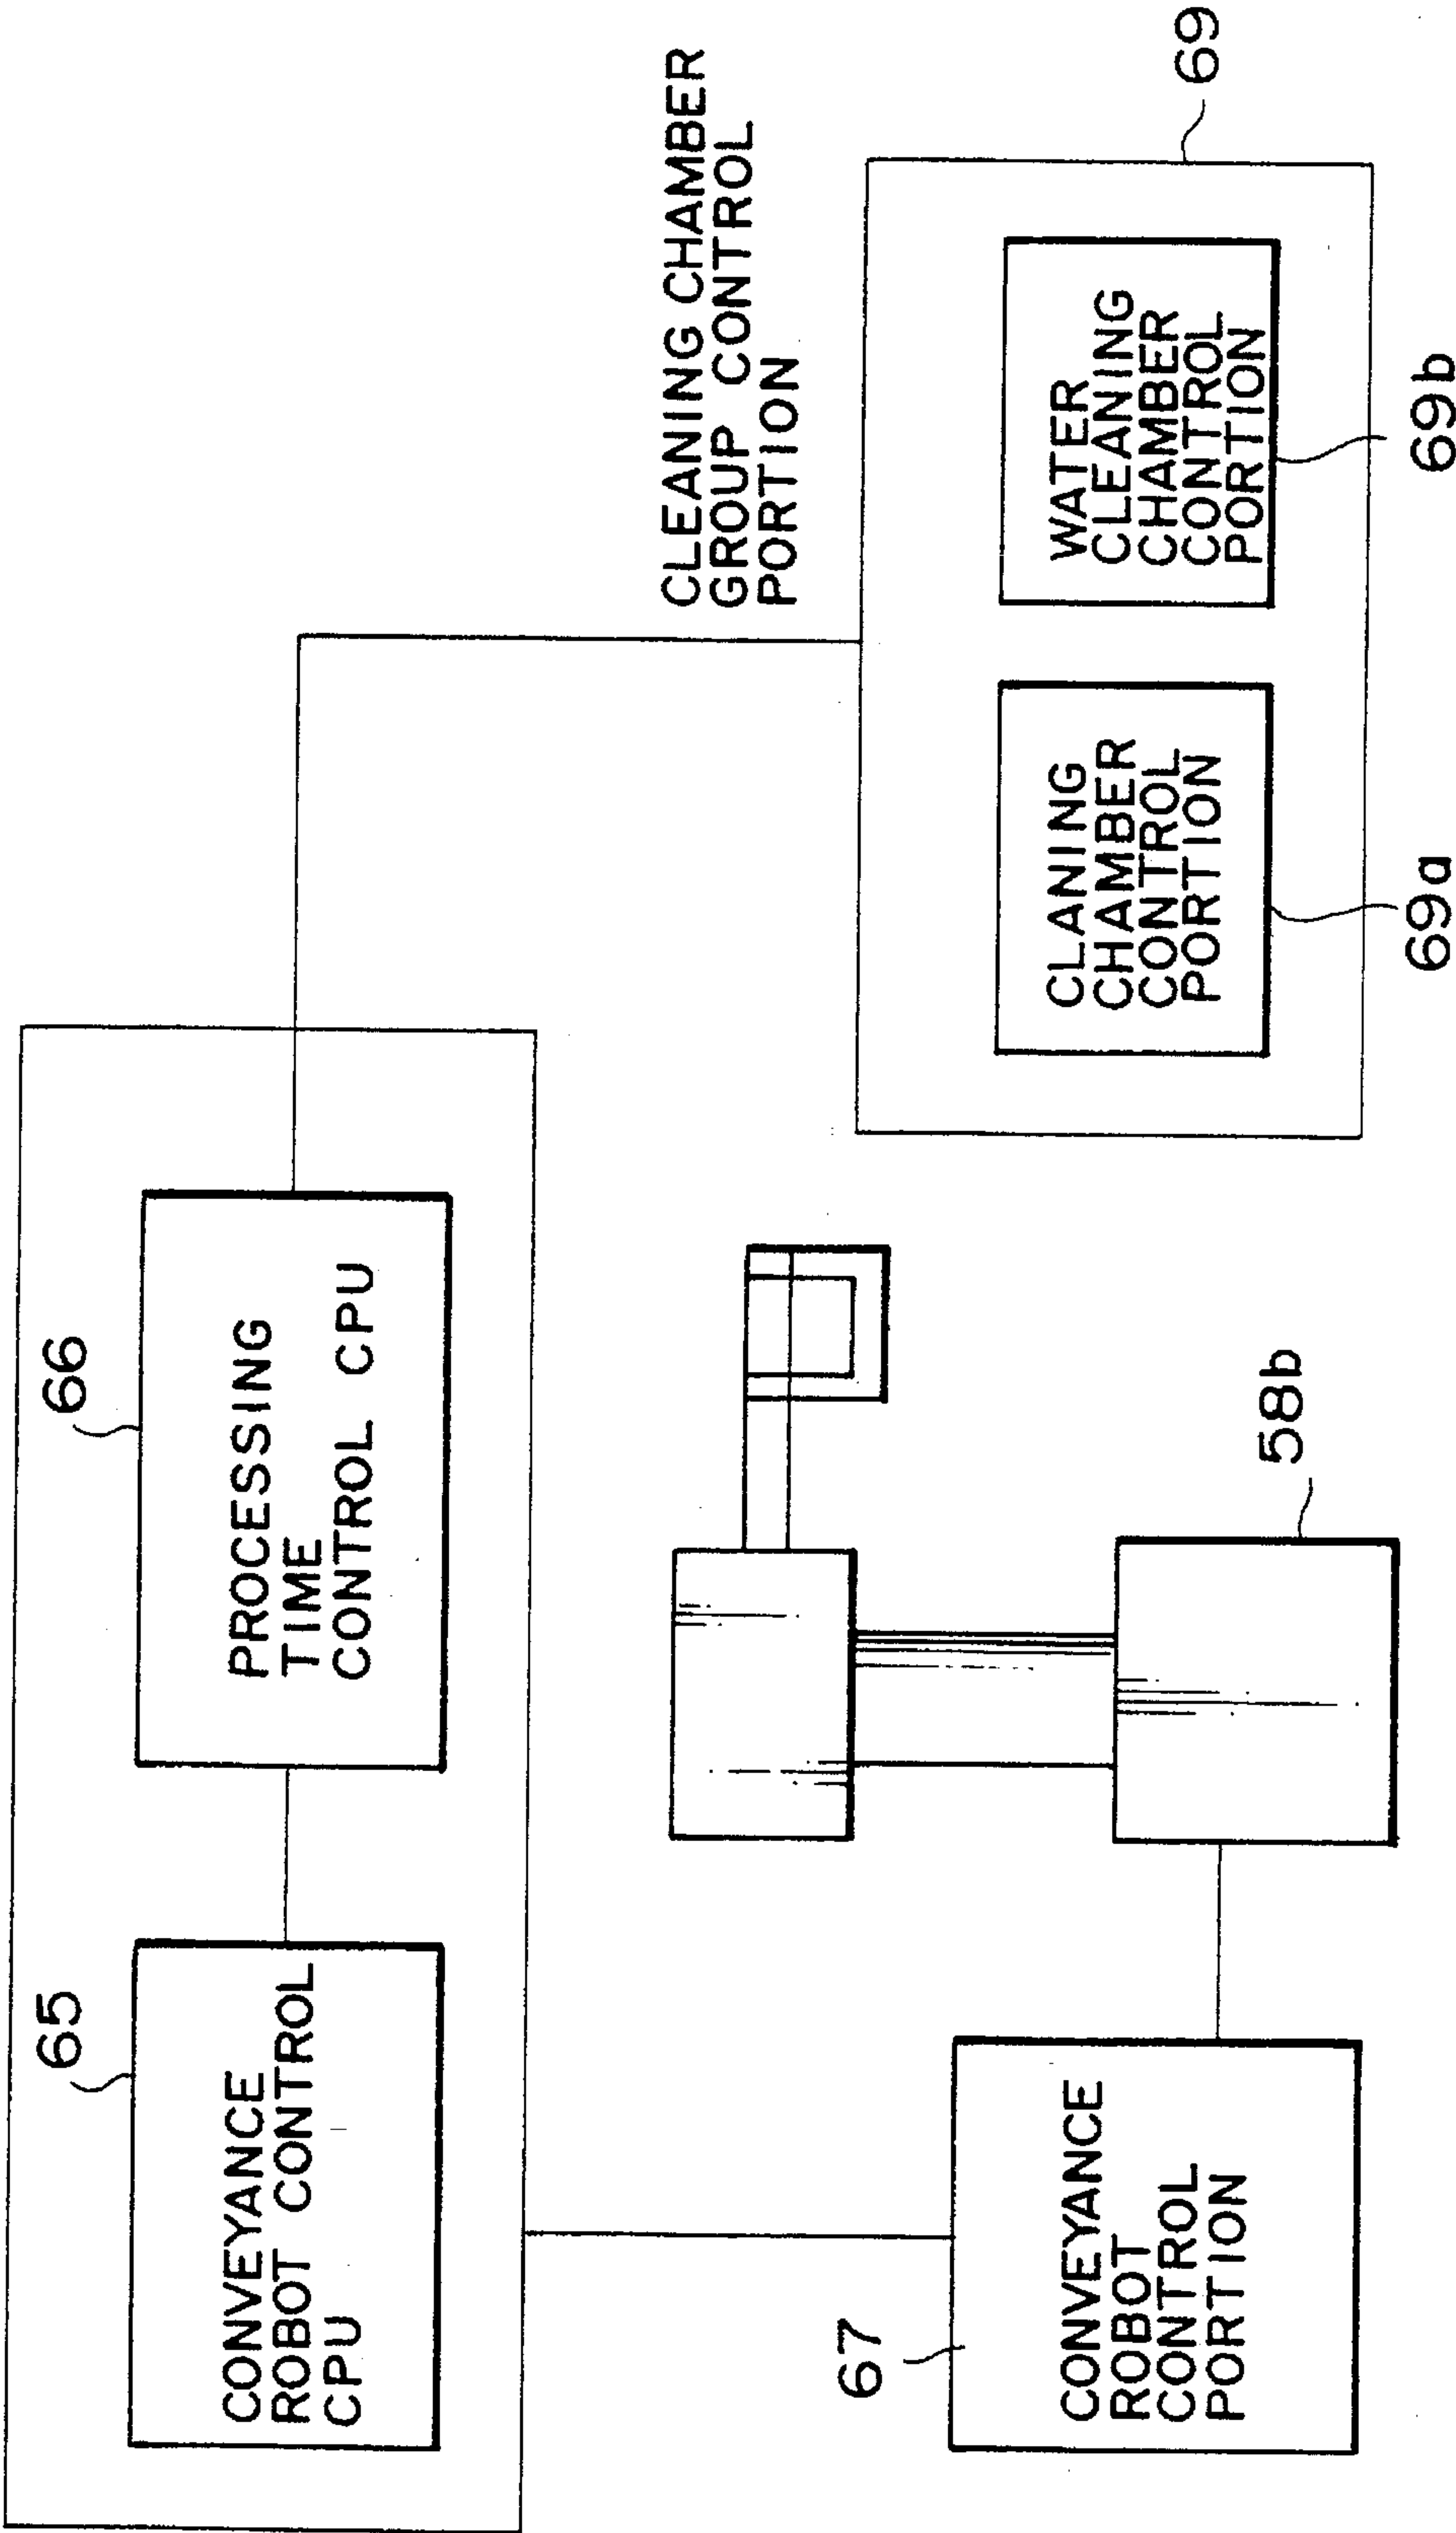 65
CONVEYANCE
ROBOT CONTROL
CPU
66
PROCESSING
TIME
CONTROL CPU
67
CONVEYANCE
ROBOT
CONTROL
PORTION
58b
CLEANING CHAMBER
GROUP CONTROL
PORTION
69
CLANING
CHAMBER
CONTROL
PORTION
69a
WATER
CLEANING
CHAMBER
CONTROL
PORTION
69b